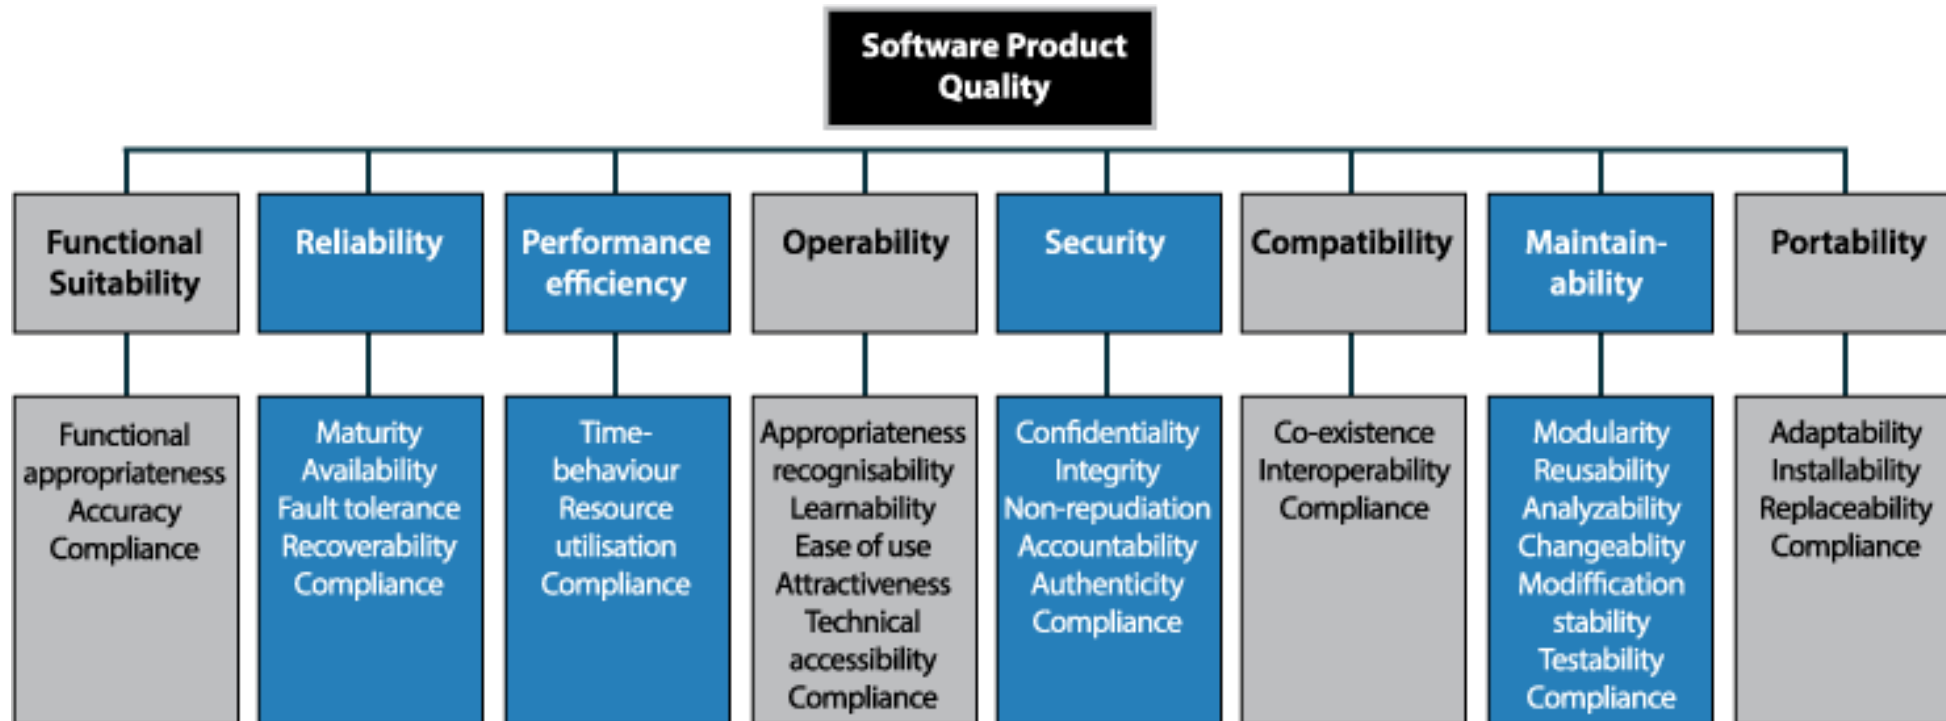 Software Product
Quality
Functional
Suitability
Reliability
Performance
efficiency
Operability
Security
Compatibility
Maintain-
ability
Portability
Functional
appropriateness
Accuracy
Compliance
Maturity
Availability
Fault tolerance
Recoverability
Compliance
Time-
behaviour
Resource
utilisation
Compliance
Appropriateness
recognisability
Learnability
Ease of use
Attractiveness
Technical
accessibility
Compliance
Confidentiality
Integrity
Non-repudiation
Accountability
Authenticity
Compliance
Co-existence
Interoperability
Compliance
Modularity
Reusability
Analyzability
Changeablity
Modiffication
stability
Testability
Compliance
Adaptability
Installability
Replaceability
Compliance